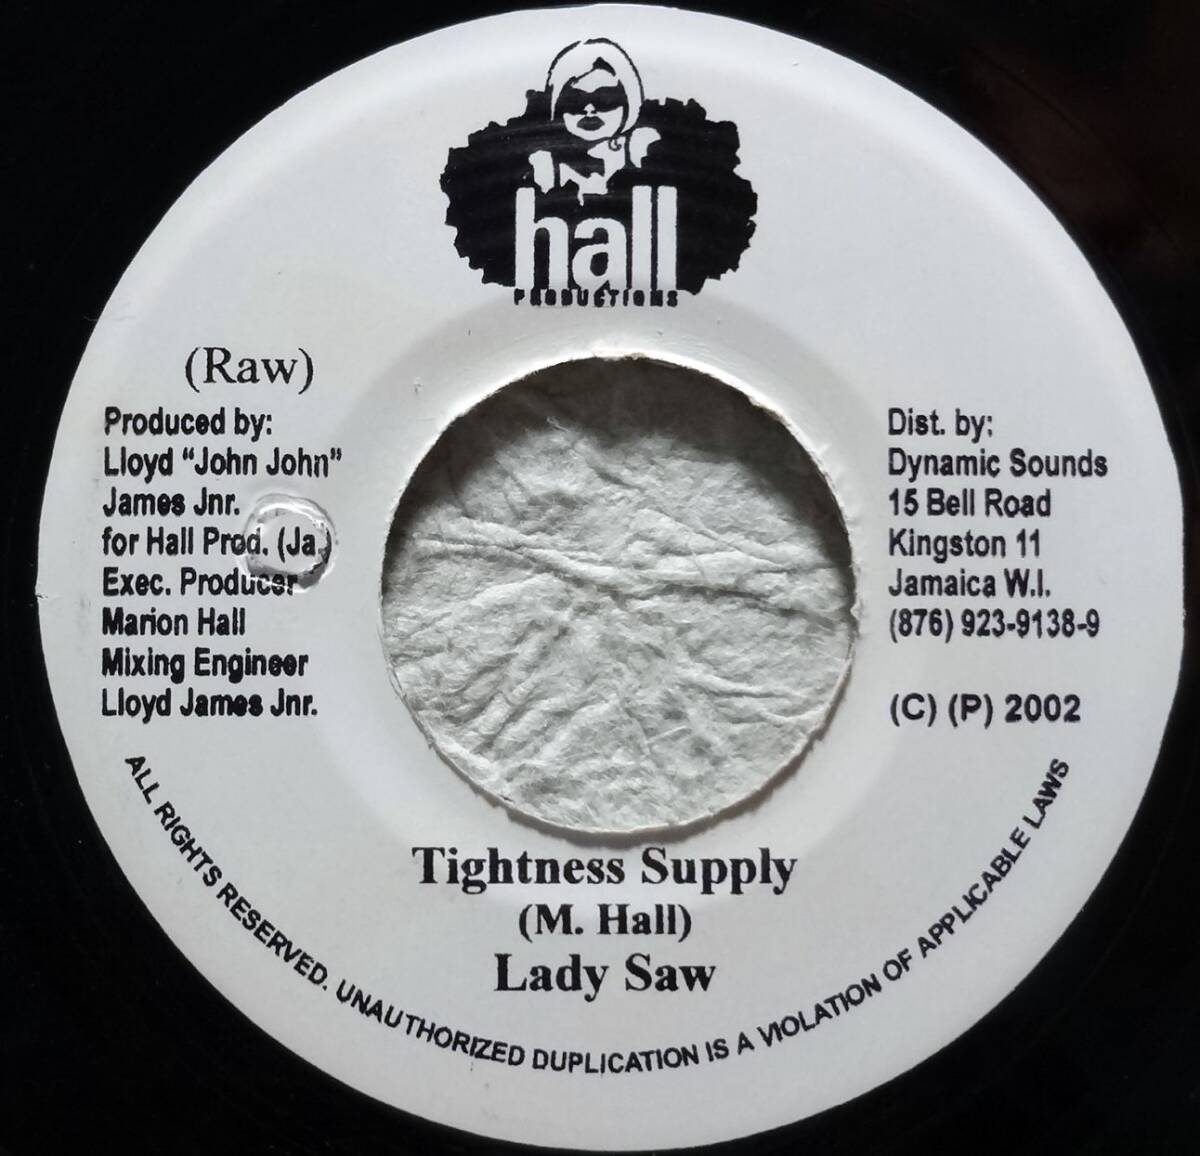 hall
PRODUCTIONS
(Raw)
Produced by:
Lloyd “John John”
James Jnr.
for Hall Prod. (Ja)
Exec. Producer
Marion Hall
Mixing Engineer
Lloyd James Jnr.
Dist. by:
Dynamic Sounds
15 Bell Road
Kingston 11
Jamaica W.I.
(876) 923-9138-9
(C) (P) 2002
Tightness Supply
(M. Hall)
Lady Saw
ALL RIGHTS RESERVED. UNAUTHORIZED DUPLICATION IS A VIOLATION OF APPLICABLE LAWS